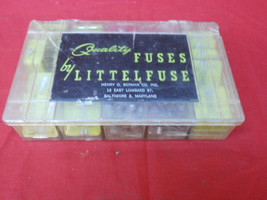 Quality FUSES
by LITTELFUSE
HENRY O. BERMAN CO. INC.
12 EAST LOMBARD ST.
BALTIMORE 2, MARYLAND